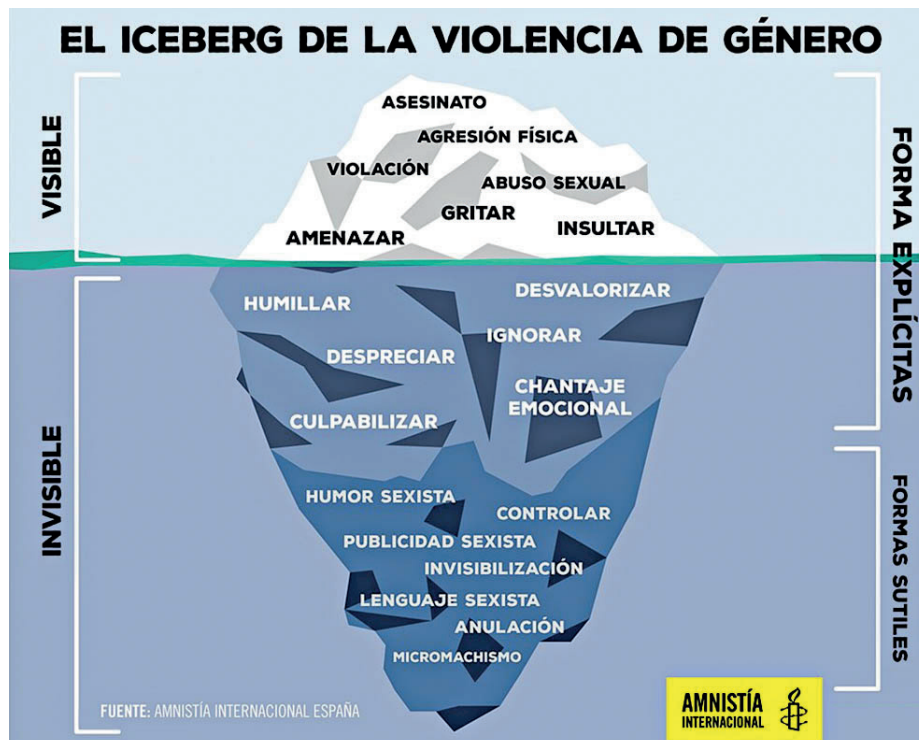 EL ICEBERG DE LA VIOLENCIA DE GÉNERO
VISIBLE
ASESINATO
AGRESIÓN FÍSICA
VIOLACIÓN
ABUSO SEXUAL
GRITAR
AMENAZAR
INSULTAR
FORMA EXPLÍCITAS
INVISIBLE
HUMILLAR
DESVALORIZAR
IGNORAR
DESPRECIAR
CHANTAJE
EMOCIONAL
CULPABILIZAR
FORMAS SUTILES
HUMOR SEXISTA
CONTROLAR
PUBLICIDAD SEXISTA
INVISIBILIZACIÓN
LENGUAJE SEXISTA
ANULACIÓN
MICROMACHISMO
FUENTE: AMNISTÍA INTERNACIONAL ESPAÑA
AMNISTÍA
INTERNACIONAL